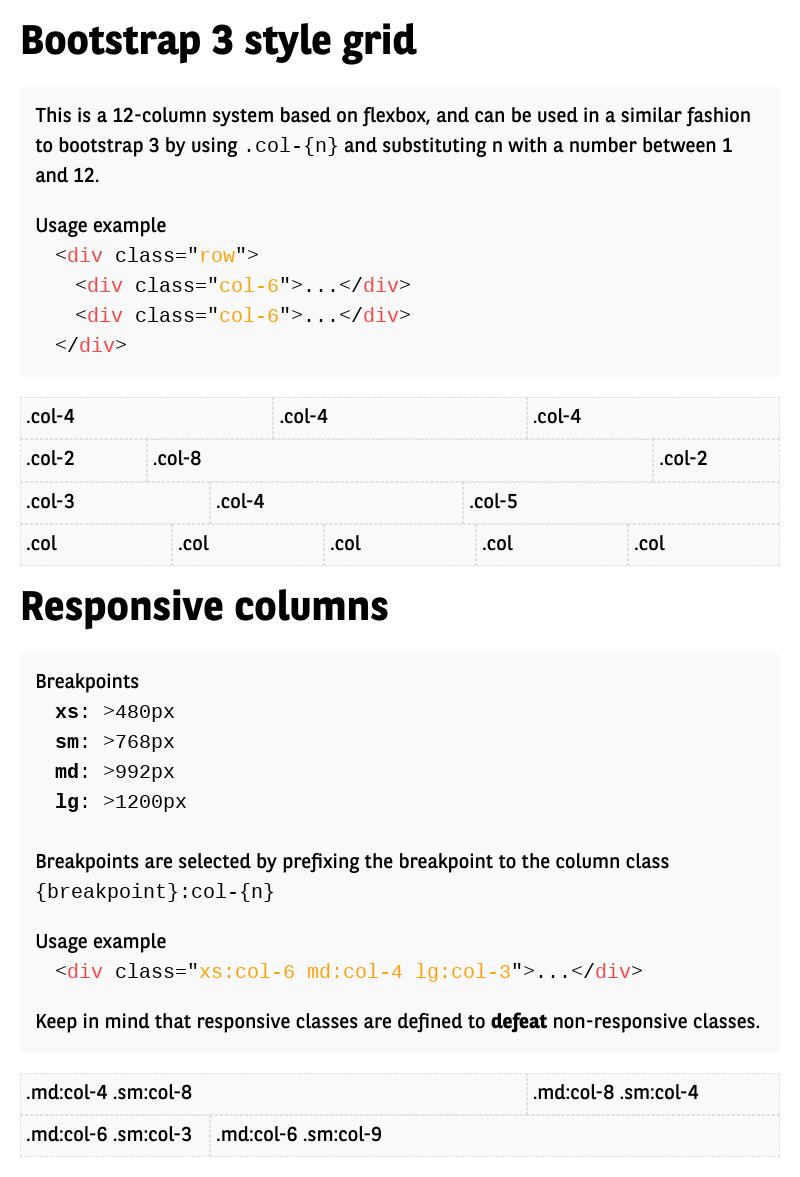 Bootstrap 3 style grid
This is a 12-column system based on flexbox, and can be used in a similar fashion
to bootstrap 3 by using .col-{n} and substituting n with a number between 1
and 12.
Usage example
<div class="row">
<div class="col-6">...</div>
<div class="col-6">...</div>
</div>
.col-4 .col-4 .col-4
.col-2 .col-8 .col-2
.col-3 .col-4 .col-5
.col .col .col .col .col
Responsive columns
Breakpoints
xs: >480px
sm: >768px
md: >992px
lg: >1200px
Breakpoints are selected by prefixing the breakpoint to the column class
{breakpoint}:col-{n}
Usage example
<div class="xs:col-6 md:col-4 lg:col-3">...</div>
Keep in mind that responsive classes are defined to defeat non-responsive classes.
.md:col-4 .sm:col-8 .md:col-8 .sm:col-4
.md:col-6 .sm:col-3 .md:col-6 .sm:col-9